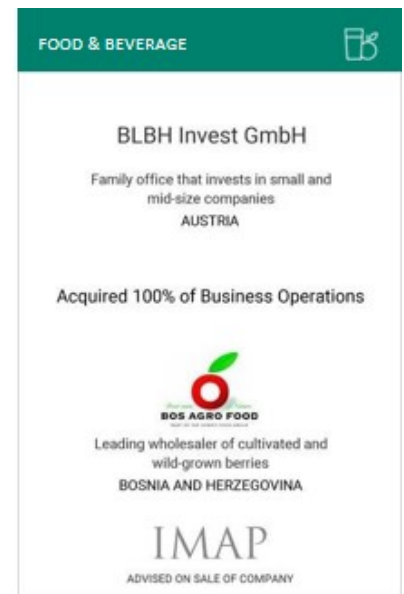 FOOD & BEVERAGE
BLBH Invest GmbH
Family office that invests in small and
mid-size companies
AUSTRIA
Acquired 100% of Business Operations
BOS AGRO FOOD
Leading wholesaler of cultivated and
wild-grown berries
BOSNIA AND HERZEGOVINA
IMAP
ADVISED ON SALE OF COMPANY